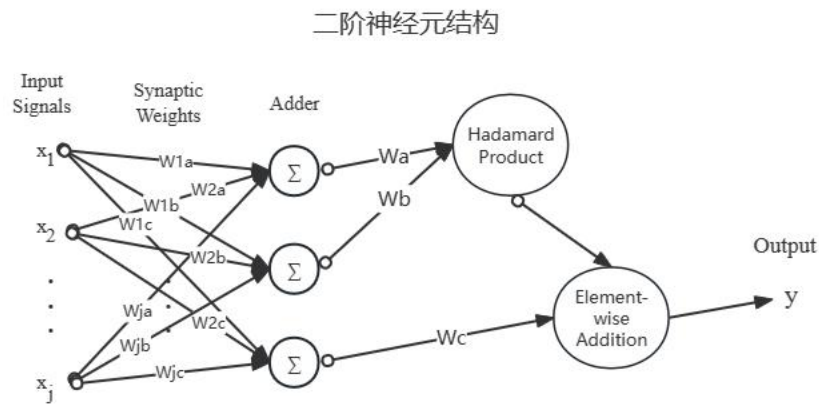 二阶神经元结构
Input
Signals
Synaptic
Weights
Adder
x1
x2
xj
W1a
W2a
W1b
W1c
W2b
Wja
W2c
Wjb
Wjc
Σ
Σ
Σ
Wa
Wb
Wc
Hadamard
Product
Element-
wise
Addition
Output
y